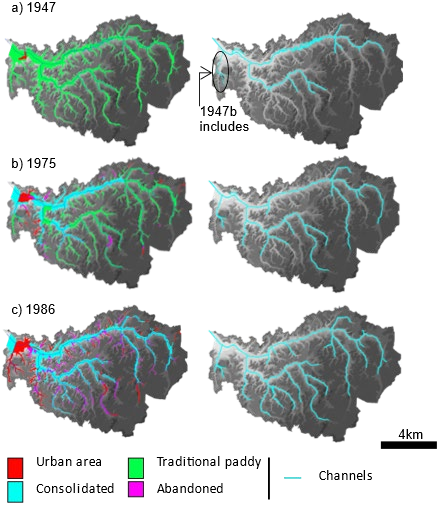 a) 1947
1947b
includes
b) 1975
c) 1986
4km
Urban area
Traditional paddy
Channels
Consolidated
Abandoned